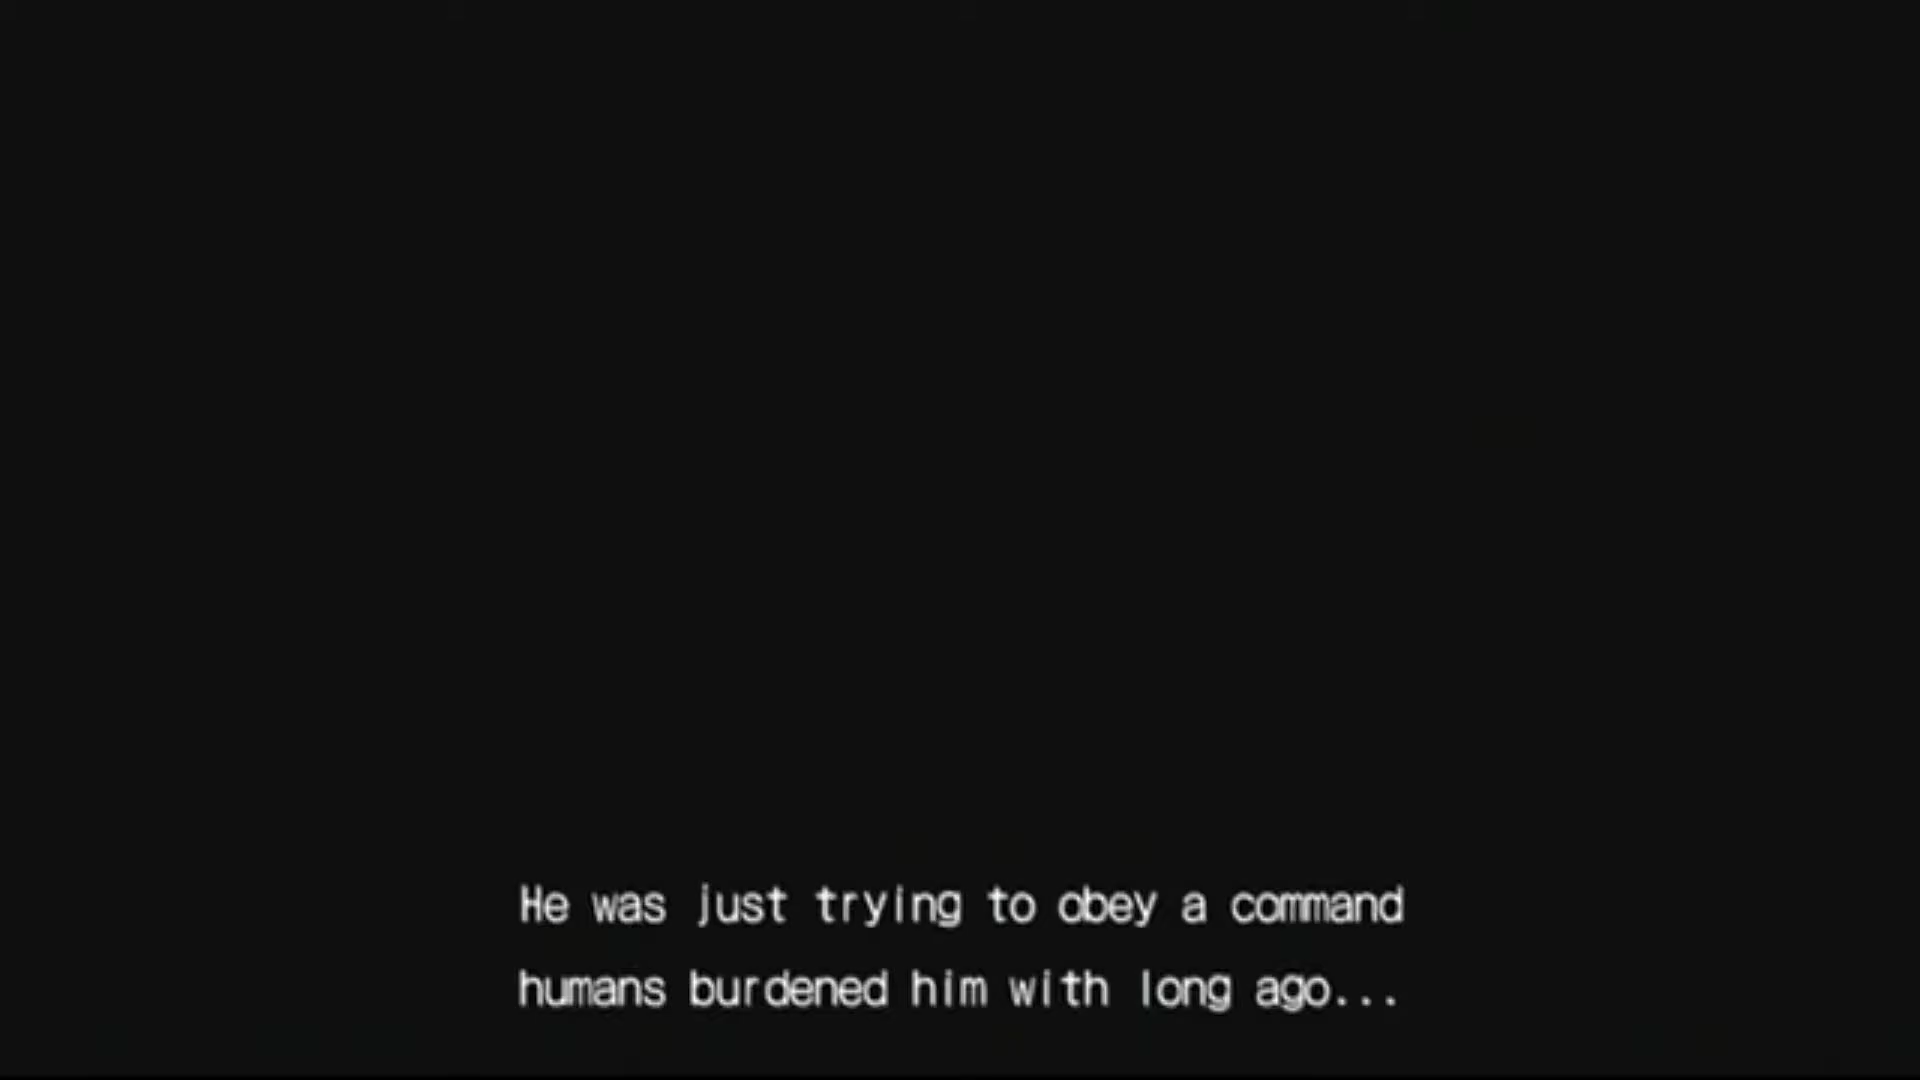 He was just trying to obey a command
humans burdened him with long ago...